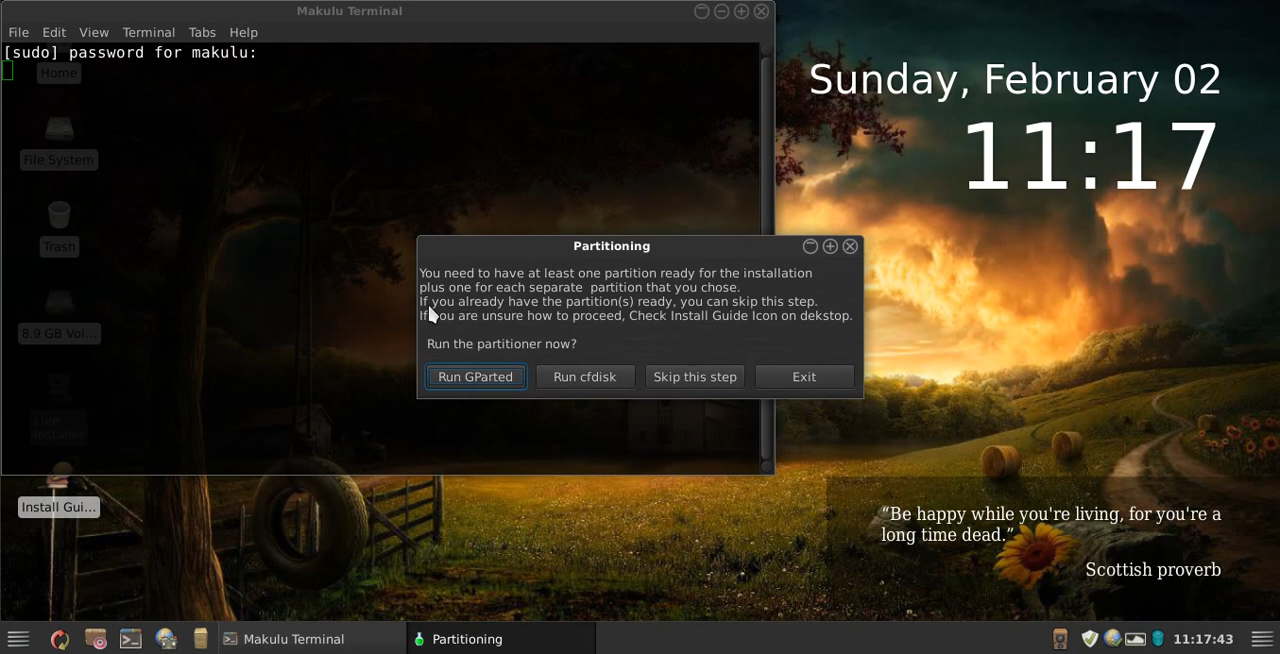 Makulu Terminal
File Edit View Terminal Tabs Help
[sudo] password for makulu:
Home
File System
Trash
8.9 GB Vol...
Live
Installer
Install Gui...
Sunday, February 02
11:17
Partitioning
You need to have at least one partition ready for the installation
plus one for each separate  partition that you chose.
If you already have the partition(s) ready, you can skip this step.
If you are unsure how to proceed, Check Install Guide Icon on dekstop.
Run the partitioner now?
Run GParted Run cfdisk Skip this step Exit
“Be happy while you're living, for you're a
long time dead.”
Scottish proverb
Makulu Terminal Partitioning 11:17:43